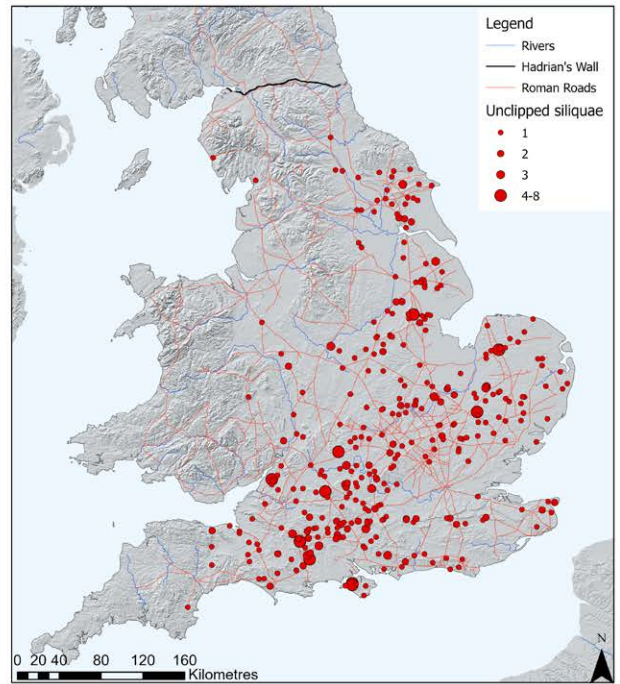 Legend
Rivers
Hadrian's Wall
Roman Roads
Unclipped siliquae
1
2
3
4-8
N
0 20 40 80 120 160
Kilometres